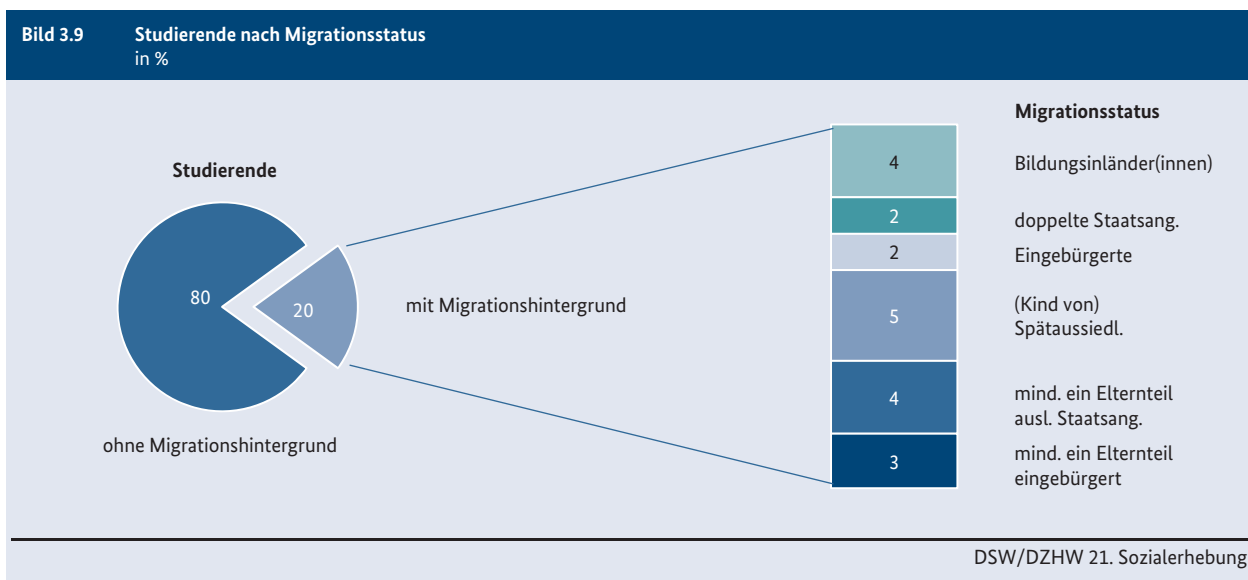 Bild 3.9 Studierende nach Migrationsstatus
in %
Studierende
80
20
mit Migrationshintergrund
ohne Migrationshintergrund
Migrationsstatus
4 Bildungsinländer(innen)
2 doppelte Staatsang.
2 Eingebürgerte
5 (Kind von)
Spätaussiedl.
4 mind. ein Elternteil
ausl. Staatsang.
3 mind. ein Elternteil
eingebürgert
DSW/DZHW 21. Sozialerhebung